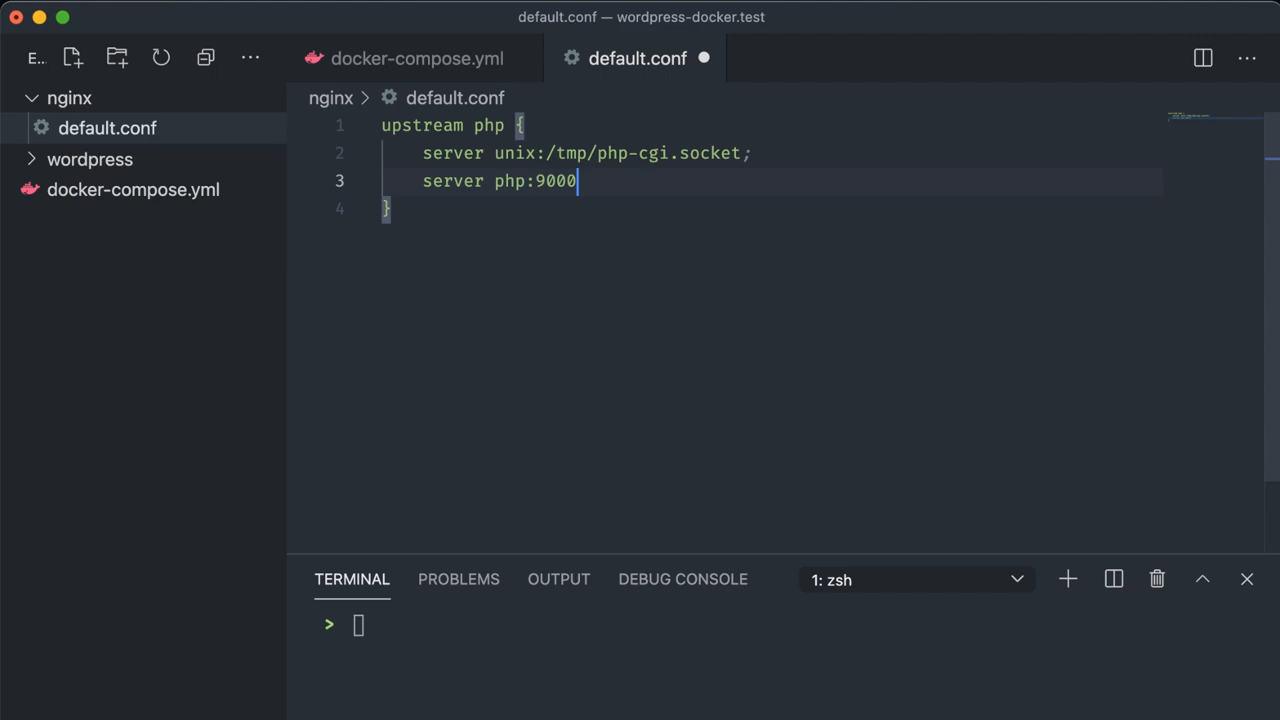 default.conf — wordpress-docker.test
E..
docker-compose.yml
default.conf
nginx
default.conf
wordpress
docker-compose.yml
nginx > default.conf
1 upstream php {
2 server unix:/tmp/php-cgi.socket;
3 server php:9000
4 }
TERMINAL PROBLEMS OUTPUT DEBUG CONSOLE 1: zsh
>